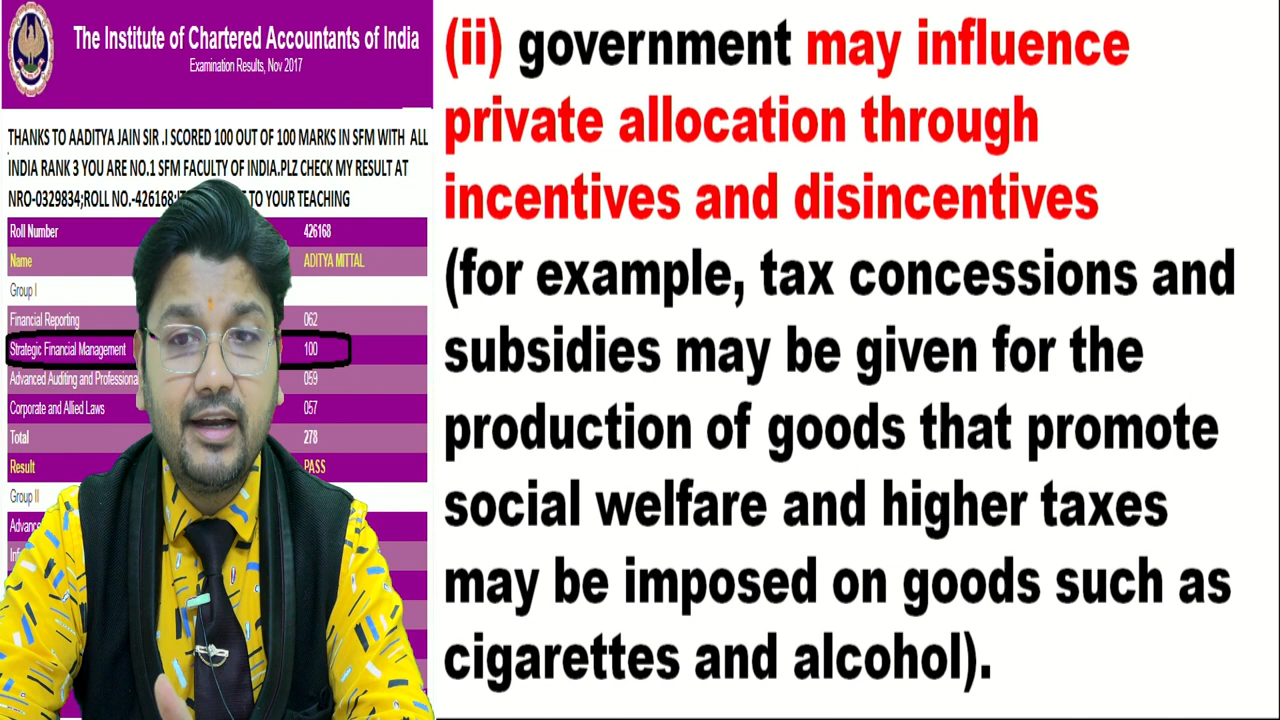 The Institute of Chartered Accountants of India
Examination Results, Nov 2017
THANKS TO AADITYA JAIN SIR .I SCORED 100 OUT OF 100 MARKS IN SFM WITH ALL
INDIA RANK 3 YOU ARE NO.1 SFM FACULTY OF INDIA.PLZ CHECK MY RESULT AT
NRO-0329834;ROLL NO.-426168; TO YOUR TEACHING
Roll Number 426168
Name ADITYA MITTAL
Group I
Financial Reporting 062
Strategic Financial Management 100
Advanced Auditing and Professiona 059
Corporate and Allied Laws 057
Total 278
Result PASS
Group II
Advance
(ii) government may influence
private allocation through
incentives and disincentives
(for example, tax concessions and
subsidies may be given for the
production of goods that promote
social welfare and higher taxes
may be imposed on goods such as
cigarettes and alcohol).